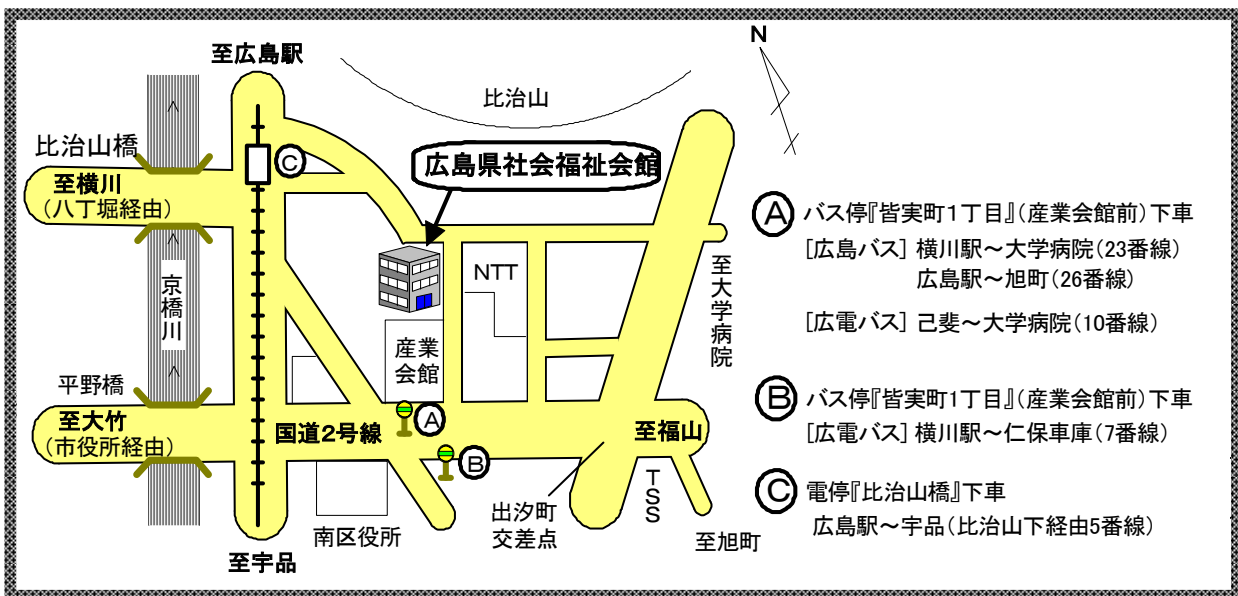 至広島駅
N
比治山
比治山橋
C
広島県社会福祉会館
至横川
(八丁堀経由)
京橋川
NTT
至大学病院
産業
会館
平野橋
至大竹
(市役所経由)
国道2号線
A
B
至福山
TSS
出汐町
交差点
南区役所
至旭町
至宇品
A バス停『皆実町1丁目』(産業会館前)下車
[広島バス] 横川駅~大学病院(23番線)
広島駅~旭町(26番線)
[広電バス] 己斐~大学病院(10番線)
B バス停『皆実町1丁目』(産業会館前)下車
[広電バス] 横川駅~仁保車庫(7番線)
C 電停『比治山橋』下車
広島駅~宇品(比治山下経由5番線)